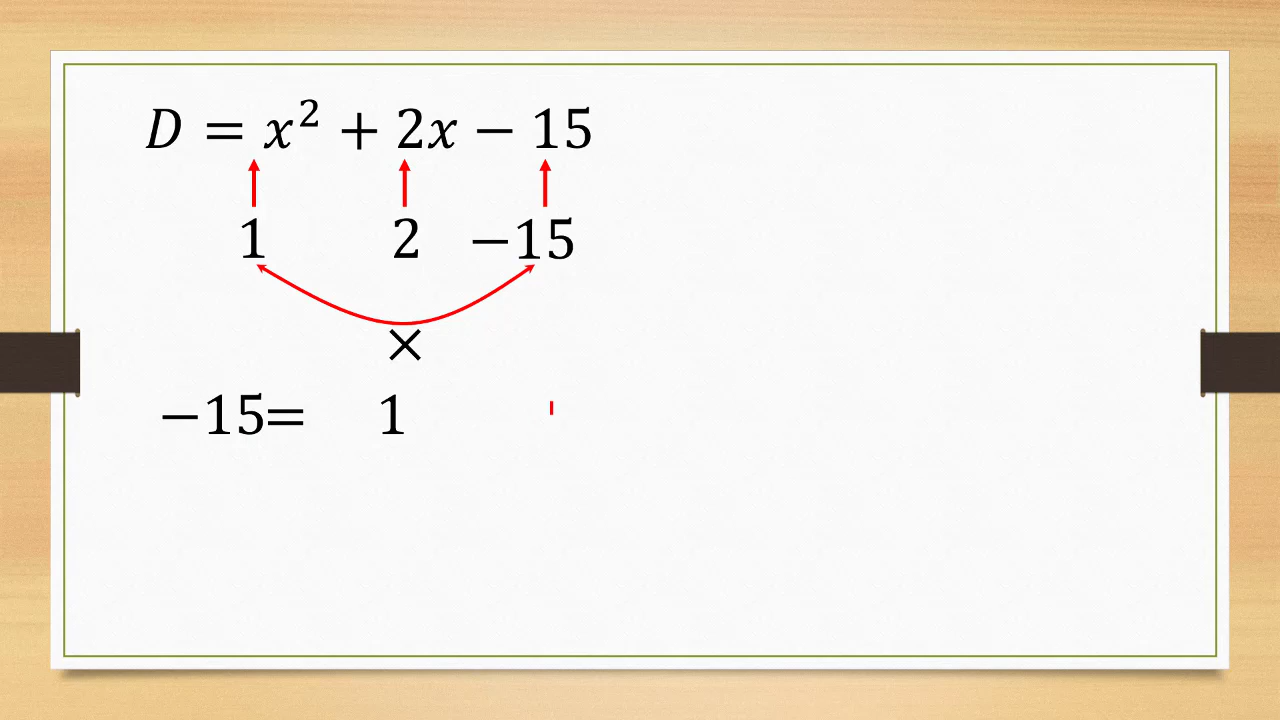 D = x² + 2x − 15
1 2 −15
×
−15= 1